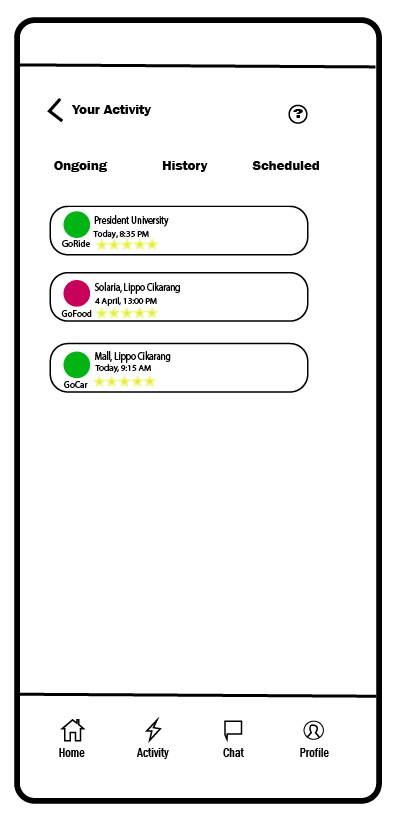 Your Activity ?
Ongoing History Scheduled
President University
Today, 8:35 PM
GoRide
Solaria, Lippo Cikarang
4 April, 13:00 PM
GoFood
Mall, Lippo Cikarang
Today, 9:15 AM
GoCar
Home Activity Chat Profile